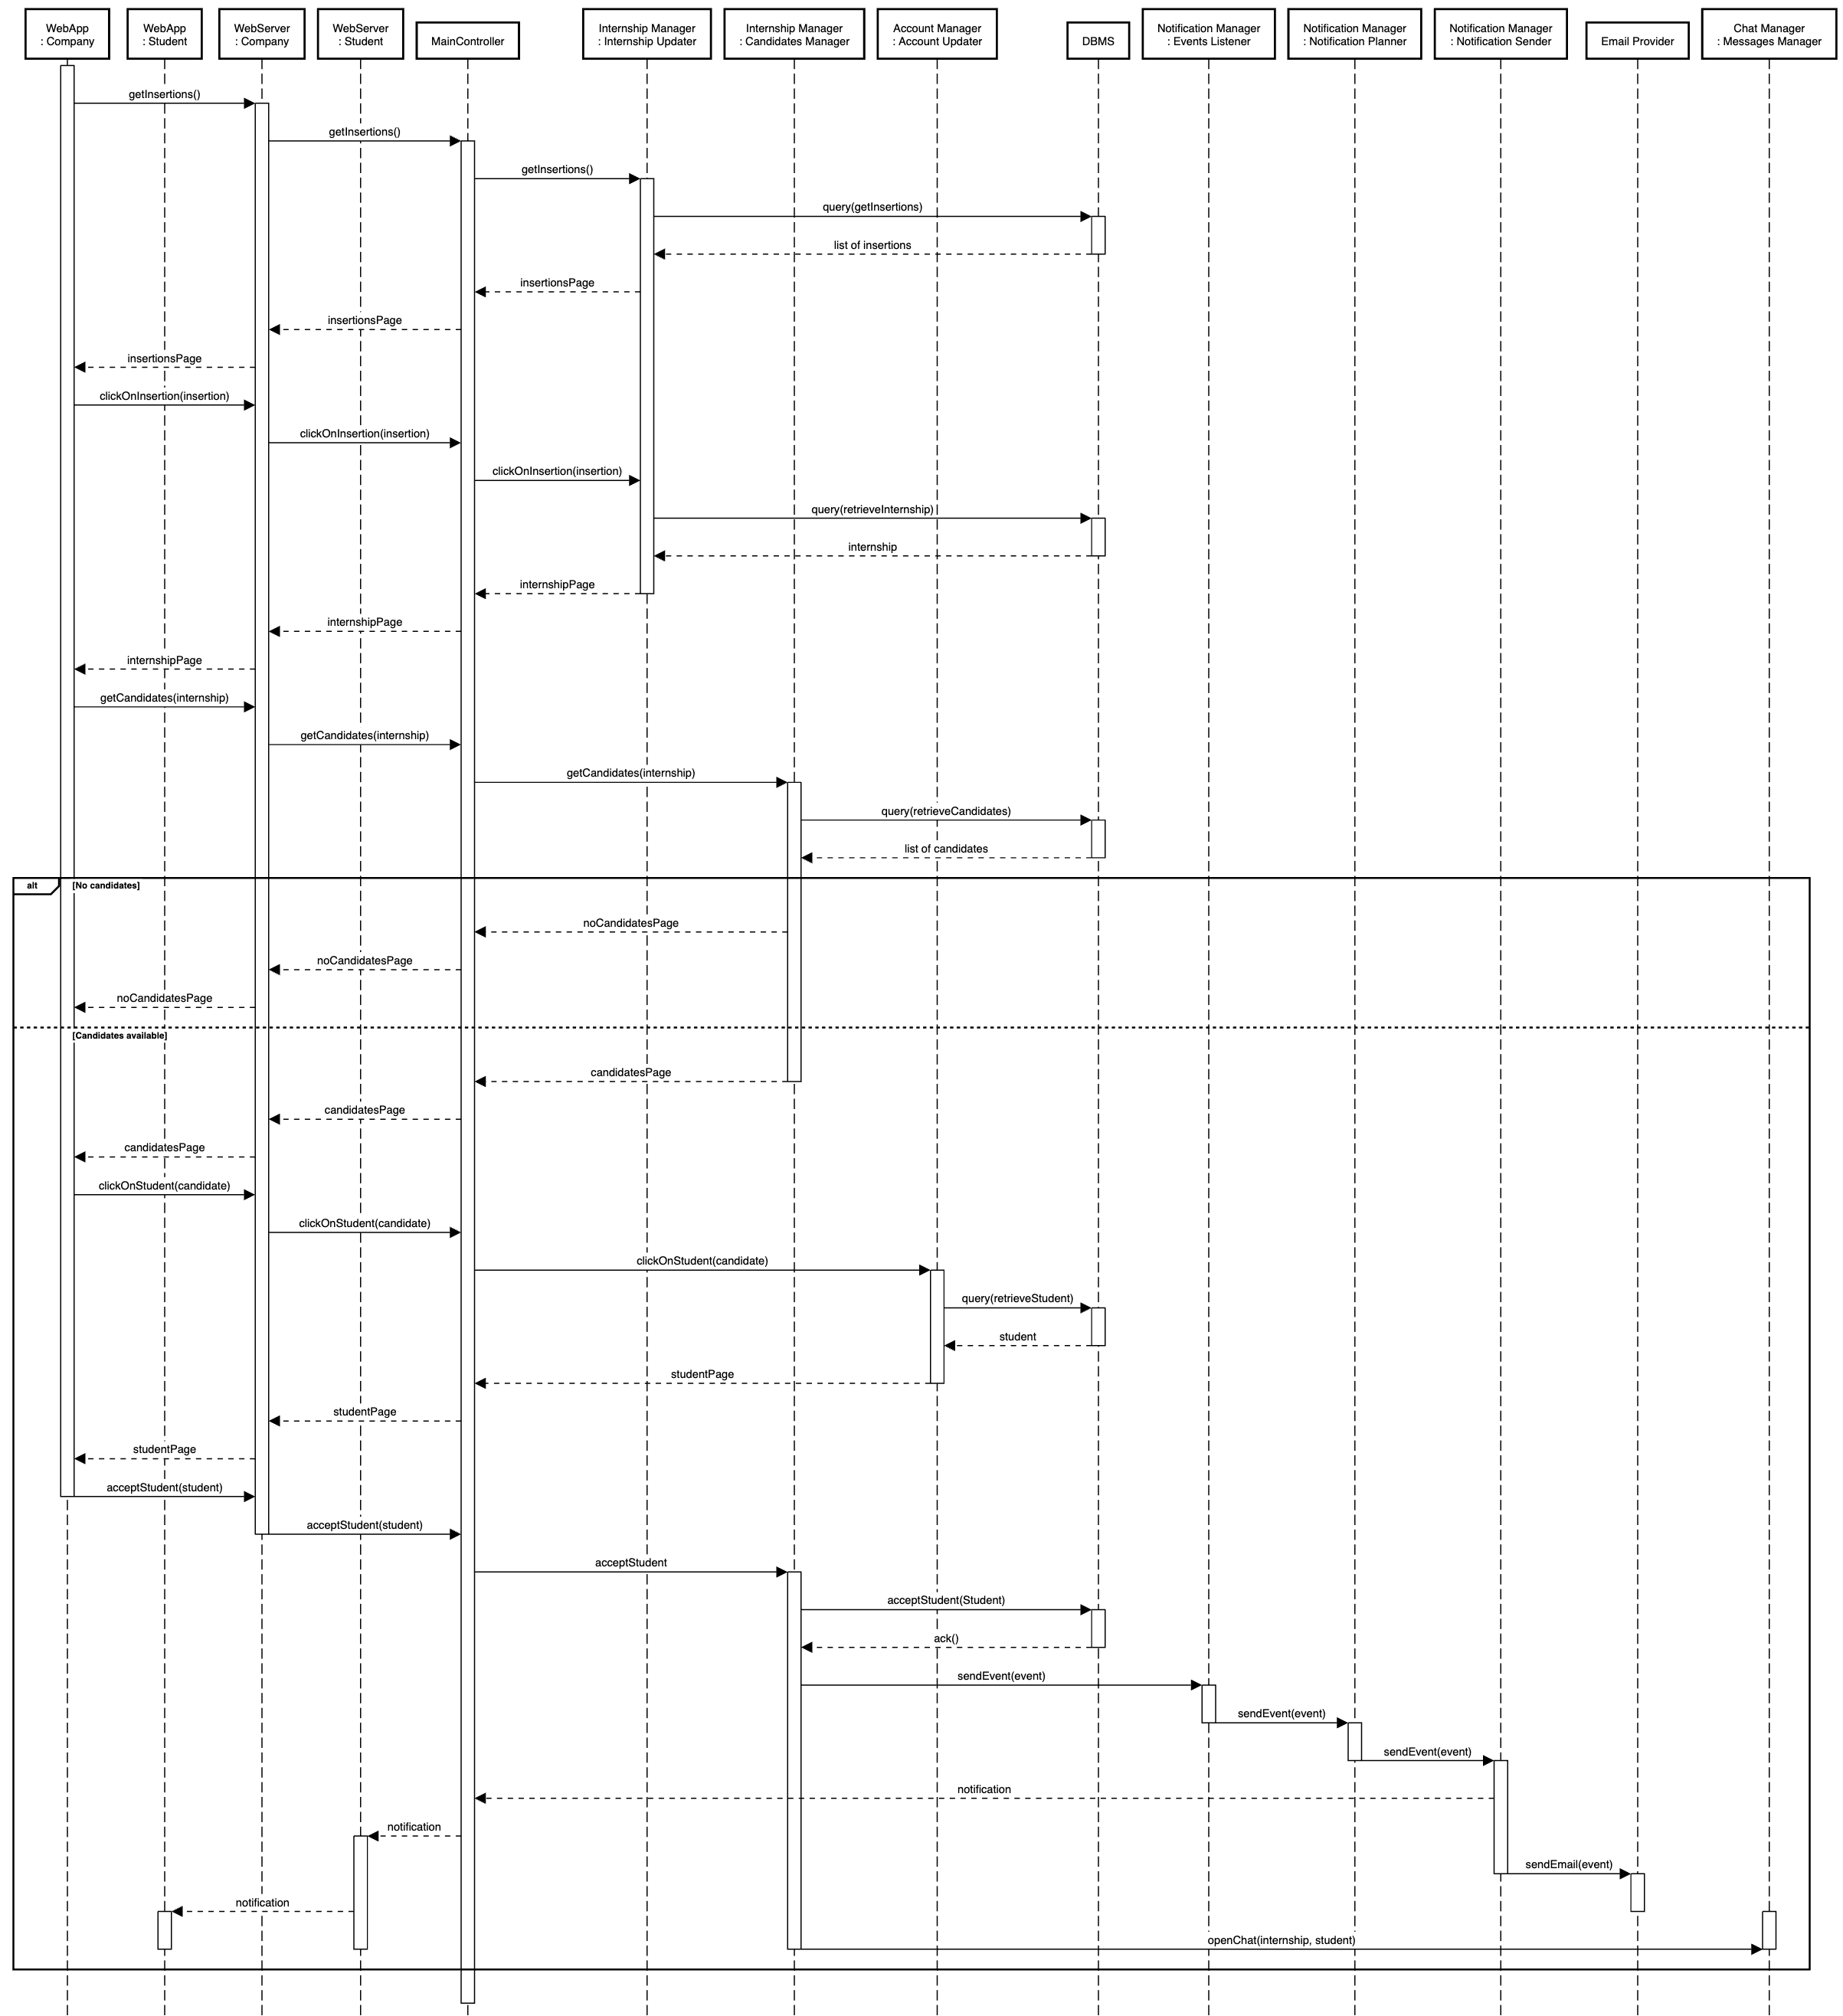 WebApp
: Company
WebApp
: Student
WebServer
: Company
WebServer
: Student
MainController
Internship Manager
: Internship Updater
Internship Manager
: Candidates Manager
Account Manager
: Account Updater
DBMS
Notification Manager
: Events Listener
Notification Manager
: Notification Planner
Notification Manager
: Notification Sender
Email Provider
Chat Manager
: Messages Manager
getInsertions()
getInsertions()
getInsertions()
query(getInsertions)
list of insertions
insertionsPage
insertionsPage
insertionsPage
clickOnInsertion(insertion)
clickOnInsertion(insertion)
clickOnInsertion(insertion)
query(retrieveInternship)
internship
internshipPage
internshipPage
internshipPage
getCandidates(internship)
getCandidates(internship)
getCandidates(internship)
query(retrieveCandidates)
list of candidates
alt
[No candidates]
noCandidatesPage
noCandidatesPage
noCandidatesPage
[Candidates available]
candidatesPage
candidatesPage
candidatesPage
clickOnStudent(candidate)
clickOnStudent(candidate)
clickOnStudent(candidate)
query(retrieveStudent)
student
studentPage
studentPage
studentPage
acceptStudent(student)
acceptStudent(student)
acceptStudent
acceptStudent(Student)
ack()
sendEvent(event)
sendEvent(event)
sendEvent(event)
notification
notification
sendEmail(event)
notification
openChat(internship, student)